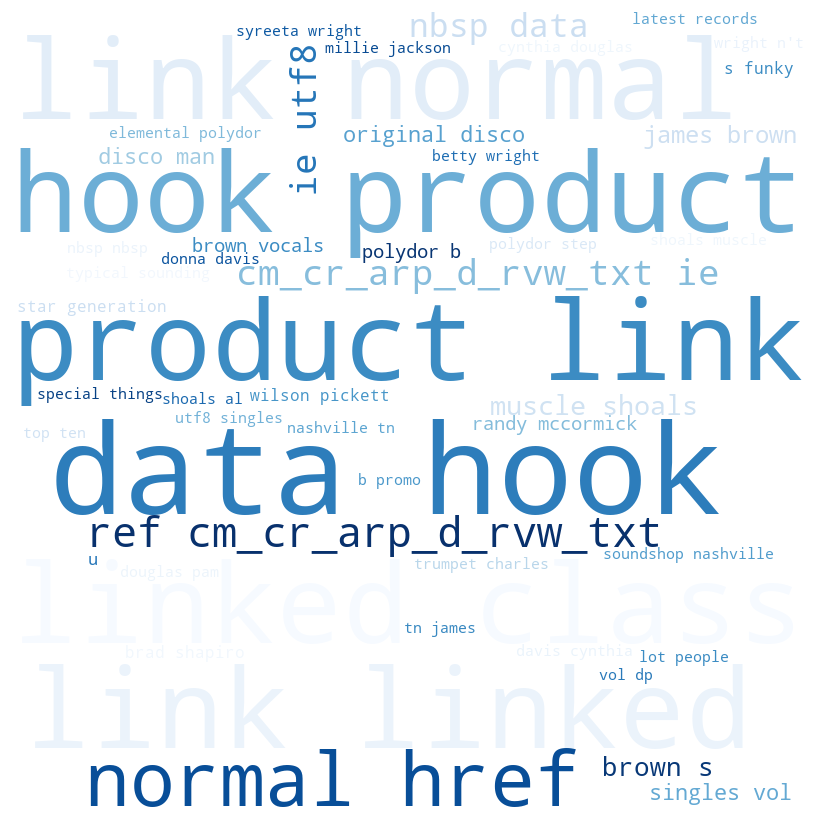 syreeta wright
nbsp data
latest records
millie jackson
cynthia douglas
wright n't
link normal
s funky
ie utf8
elemental polydor
original disco
james brown
disco man
betty wright
hook product
nbsp nbsp
brown vocals
polydor b
polydor step
shoals muscle
donna davis
typical sounding
cm_cr_arp_d_rvw_txt ie
star generation
product link
special things
shoals al
wilson pickett
muscle shoals
utf8 singles
randy mccormick
top ten
nashville tn
data hook
b promo
ref cm_cr_arp_d_rvw_txt
u
soundshop nashville
douglas pam
trumpet charles
linked class
tn james
brad shapiro
davis cynthia
lot people
vol dp
link linked
normal href
brown s
singles vol